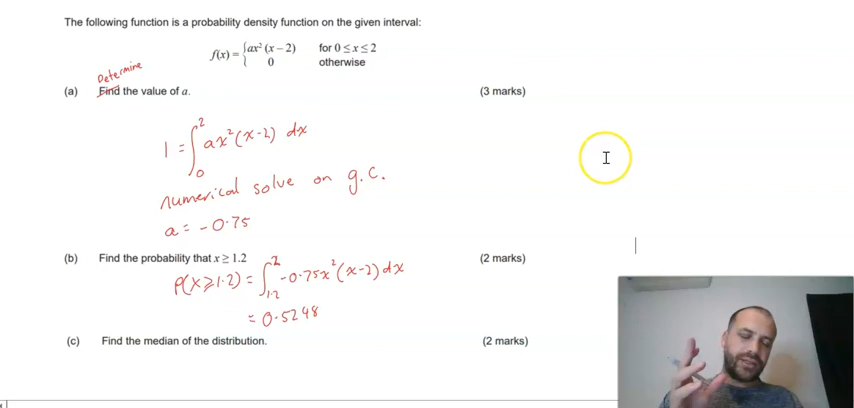 The following function is a probability density function on the given interval:
f(x) = { ax² (x − 2) for 0 ≤ x ≤ 2
{ 0 otherwise
Determine
(a) Find the value of a. (3 marks)
1 = ∫₀² ax²(x-2) dx
numerical solve on g.c.
a = -0.75
(b) Find the probability that x ≥ 1.2 (2 marks)
P(X ≥ 1.2) = ∫₁.₂² -0.75x²(x-2) dx
= 0.5248
(c) Find the median of the distribution. (2 marks)